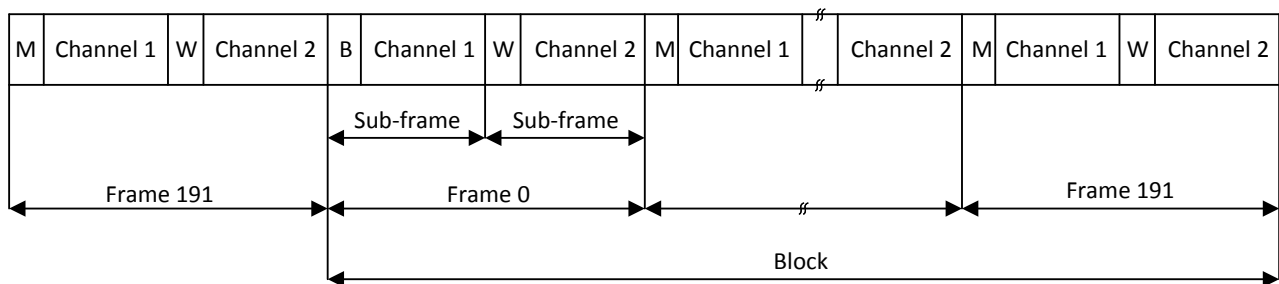 M Channel 1 W Channel 2 B Channel 1 W Channel 2 M Channel 1 Channel 2 M Channel 1 W Channel 2
Sub-frame Sub-frame
Frame 191 Frame 0 Frame 191
Block